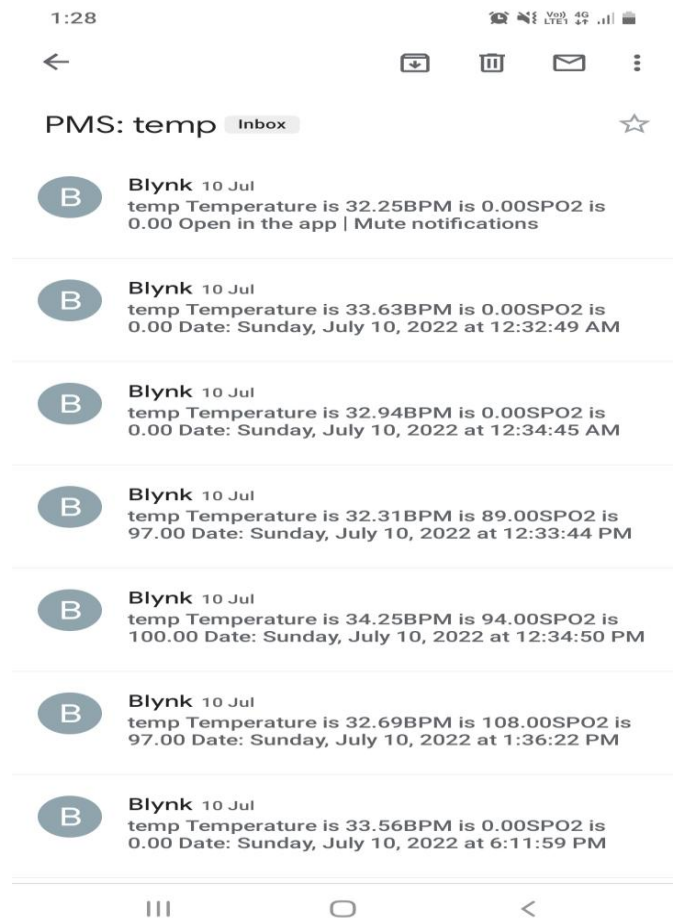 1:28
Vo)) 4G
LTE1
PMS: temp Inbox
B
Blynk 10 Jul
temp Temperature is 32.25BPM is 0.00SPO2 is
0.00 Open in the app | Mute notifications
B
Blynk 10 Jul
temp Temperature is 33.63BPM is 0.00SPO2 is
0.00 Date: Sunday, July 10, 2022 at 12:32:49 AM
B
Blynk 10 Jul
temp Temperature is 32.94BPM is 0.00SPO2 is
0.00 Date: Sunday, July 10, 2022 at 12:34:45 AM
B
Blynk 10 Jul
temp Temperature is 32.31BPM is 89.00SPO2 is
97.00 Date: Sunday, July 10, 2022 at 12:33:44 PM
B
Blynk 10 Jul
temp Temperature is 34.25BPM is 94.00SPO2 is
100.00 Date: Sunday, July 10, 2022 at 12:34:50 PM
B
Blynk 10 Jul
temp Temperature is 32.69BPM is 108.00SPO2 is
97.00 Date: Sunday, July 10, 2022 at 1:36:22 PM
B
Blynk 10 Jul
temp Temperature is 33.56BPM is 0.00SPO2 is
0.00 Date: Sunday, July 10, 2022 at 6:11:59 PM